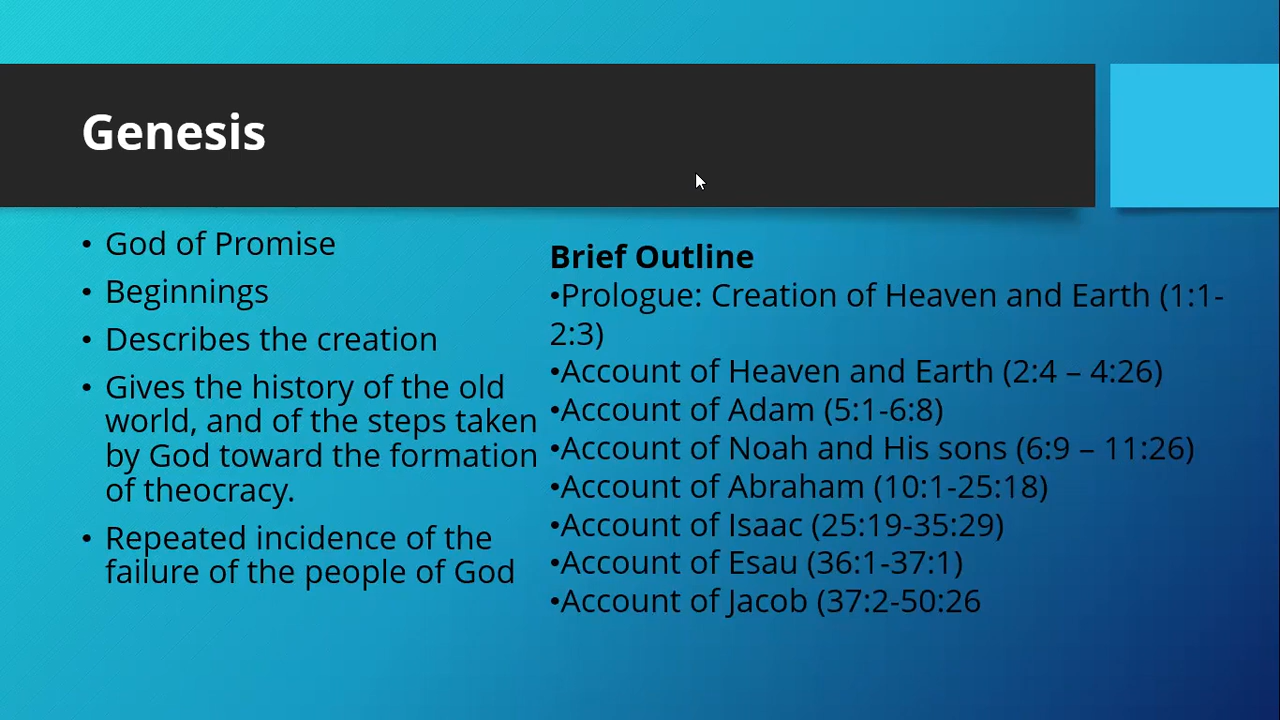 Genesis
• God of Promise
• Beginnings
• Describes the creation
• Gives the history of the old
world, and of the steps taken
by God toward the formation
of theocracy.
• Repeated incidence of the
failure of the people of God
Brief Outline
•Prologue: Creation of Heaven and Earth (1:1-
2:3)
•Account of Heaven and Earth (2:4 – 4:26)
•Account of Adam (5:1-6:8)
•Account of Noah and His sons (6:9 – 11:26)
•Account of Abraham (10:1-25:18)
•Account of Isaac (25:19-35:29)
•Account of Esau (36:1-37:1)
•Account of Jacob (37:2-50:26